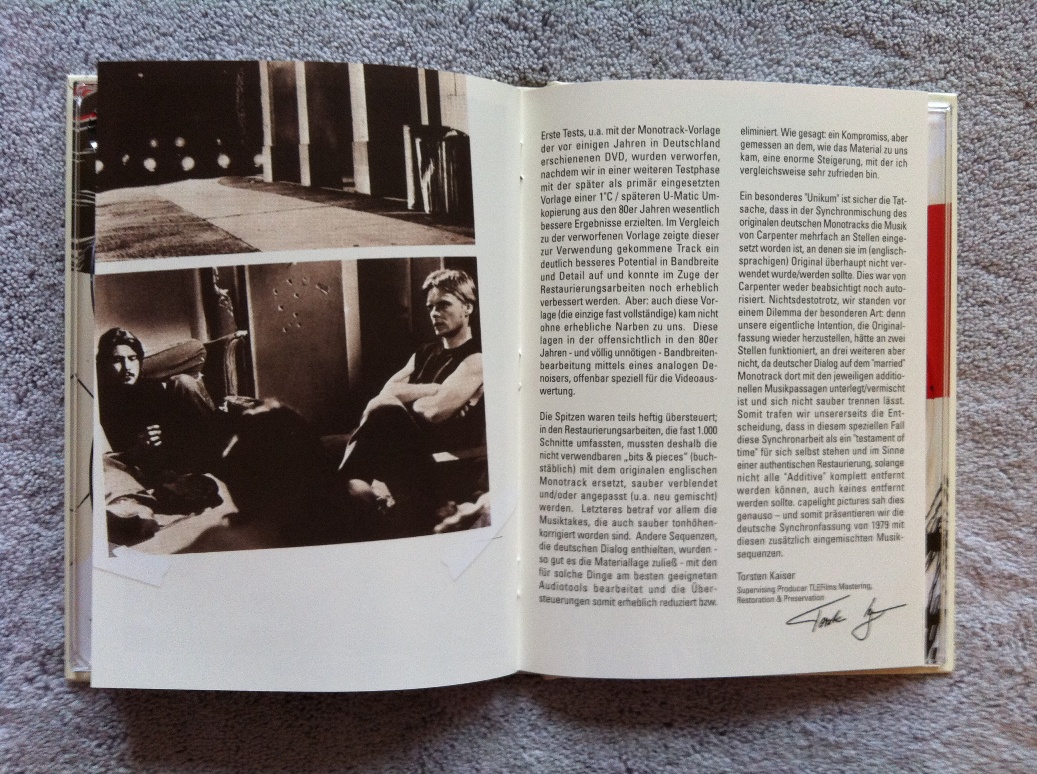 Erste Tests, u.a. mit der Monotrack-Vorlage
der vor einigen Jahren in Deutschland
erschienenen DVD, wurden verworfen,
nachdem wir in einer weiteren Testphase
mit der später als primär eingesetzten
Vorlage einer 1"C / späteren U-Matic Um-
kopierung aus den 80er Jahren wesentlich
bessere Ergebnisse erzielten. Im Vergleich
zu der verworfenen Vorlage zeigte dieser
zur Verwendung gekommene Track ein
deutlich besseres Potential in Bandbreite
und Detail auf und konnte im Zuge der
Restaurierungsarbeiten noch erheblich
verbessert werden. Aber: auch diese Vor-
lage (die einzige fast vollständige) kam nicht
ohne erhebliche Narben zu uns. Diese
lagen in der offensichtlich in den 80er
Jahren - und völlig unnötigen - Bandbreiten-
bearbeitung mittels eines analogen De-
noisers, offenbar speziell für die Videoaus-
wertung.
Die Spitzen waren teils heftig übersteuert;
in den Restaurierungsarbeiten, die fast 1.000
Schnitte umfassten, mussten deshalb die
nicht verwendbaren „bits & pieces" (buch-
stäblich) mit dem originalen englischen
Monotrack ersetzt, sauber verblendet
und/oder angepasst (u.a. neu gemischt)
werden. Letzteres betraf vor allem die
Musiktakes, die auch sauber tonhöhen-
korrigiert worden sind. Andere Sequenzen,
die deutschen Dialog enthielten, wurden -
so gut es die Materiallage zuließ - mit den
für solche Dinge am besten geeigneten
Audiotools bearbeitet und die Über-
steuerungen somit erheblich reduziert bzw.
eliminiert. Wie gesagt: ein Kompromiss, aber
gemessen an dem, wie das Material zu uns
kam, eine enorme Steigerung, mit der ich
vergleichsweise sehr zufrieden bin.
Ein besonderes "Unikum" ist sicher die Tat-
sache, dass in der Synchronmischung des
originalen deutschen Monotracks die Musik
von Carpenter mehrfach an Stellen einge-
setzt worden ist, an denen sie im (englisch-
sprachigen) Original überhaupt nicht ver-
wendet wurde/werden sollte. Dies war von
Carpenter weder beabsichtigt noch auto-
risiert. Nichtsdestotrotz, wir standen vor
einem Dilemma der besonderen Art: denn
unsere eigentliche Intention, die Original-
fassung wieder herzustellen, hätte an zwei
Stellen funktioniert, an drei weiteren aber
nicht, da deutscher Dialog auf dem "married"
Monotrack dort mit den jeweiligen additio-
nellen Musikpassagen unterlegt/vermischt
ist und sich nicht sauber trennen lässt.
Somit trafen wir unsererseits die Ent-
scheidung, dass in diesem speziellen Fall
diese Synchronarbeit als ein "testament of
time" für sich selbst stehen und im Sinne
einer authentischen Restaurierung, solange
nicht alle "Additive" komplett entfernt
werden können, auch keines entfernt
werden sollte. capelight pictures sah dies
genauso – und somit präsentieren wir die
deutsche Synchronfassung von 1979 mit
diesen zusätzlich eingemischten Musik-
sequenzen.
Torsten Kaiser
Supervising Producer TLEFilms Mastering,
Restoration & Preservation